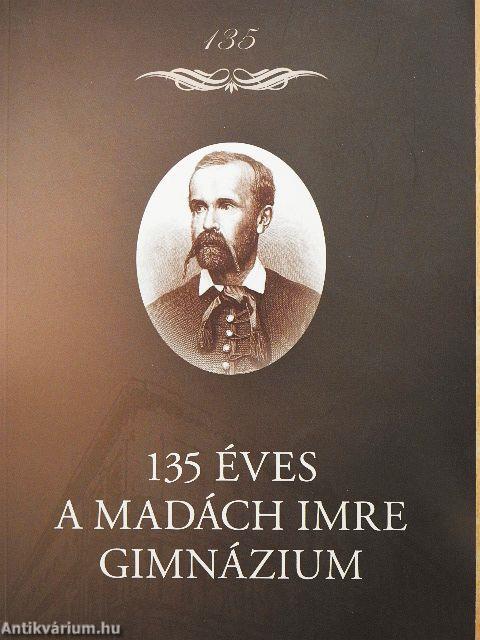 135
135 ÉVES
A MADÁCH IMRE
GIMNÁZIUM
Antikvárium.hu